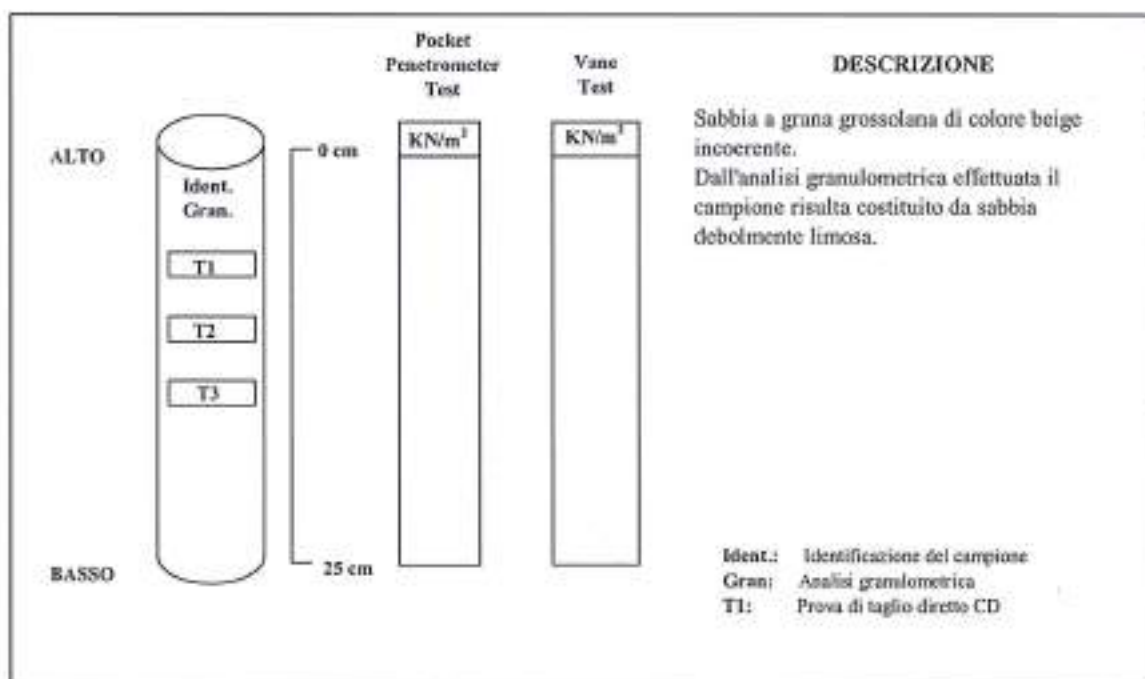 Pocket
Penetrometer
Test
Vane
Test
DESCRIZIONE
ALTO
Ident.
Gran.
T1
T2
T3
BASSO
0 cm
25 cm
KN/m²
KN/m²
Sabbia a grana grossolana di colore beige
incoerente.
Dall'analisi granulometrica effettuata il
campione risulta costituito da sabbia
debolmente limosa.
Ident.: Identificazione del campione
Gran: Analisi granulometrica
T1: Prova di taglio diretto CD